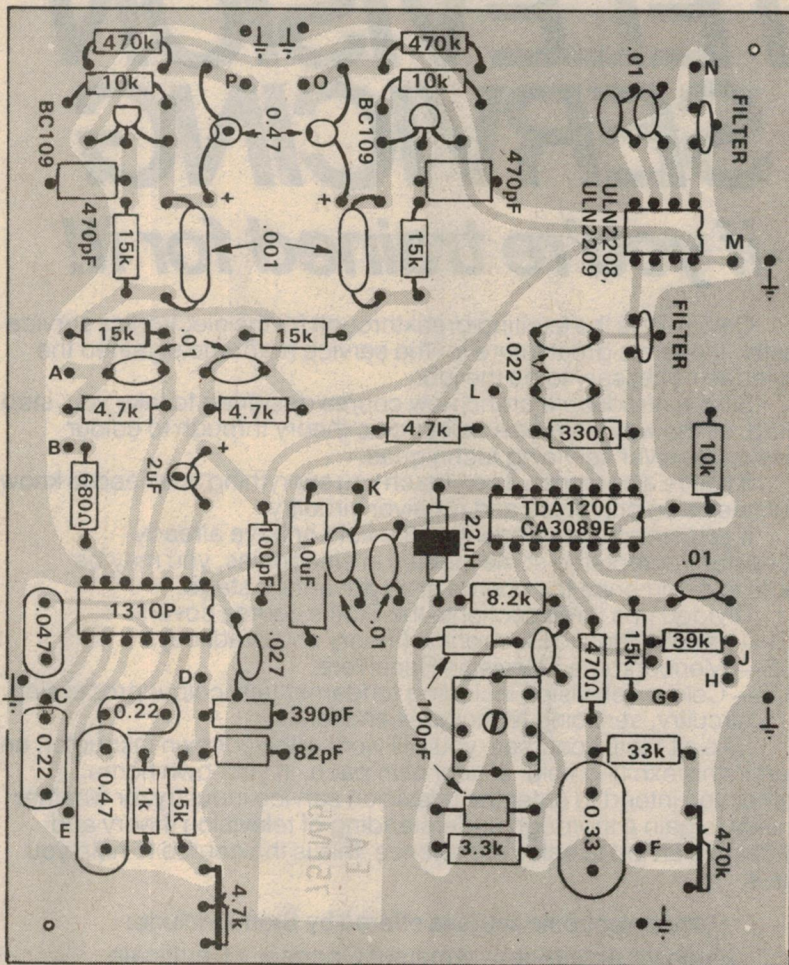 470k
470k
N
10k
P
O
10k
.01
FILTER
BC109
0.47
BC109
470pF
470pF
ULN2208,
ULN2209
15k
+
+
15k
.001
M
15k
.01
15k
FILTER
A
.022
L
4.7k
4.7k
4.7k
330Ω
10k
B
+
2uF
680Ω
K
TDA1200
CA3089E
100pF
10uF
22uH
.01
1310P
8.2k
.01
.047
.027
15k
39k
J
I
H
D
470Ω
G
C
0.22
390pF
100pF
0.22
82pF
33k
0.47
1k
15k
E
0.33
470k
3.3k
F
EA
75FM5
4.7k